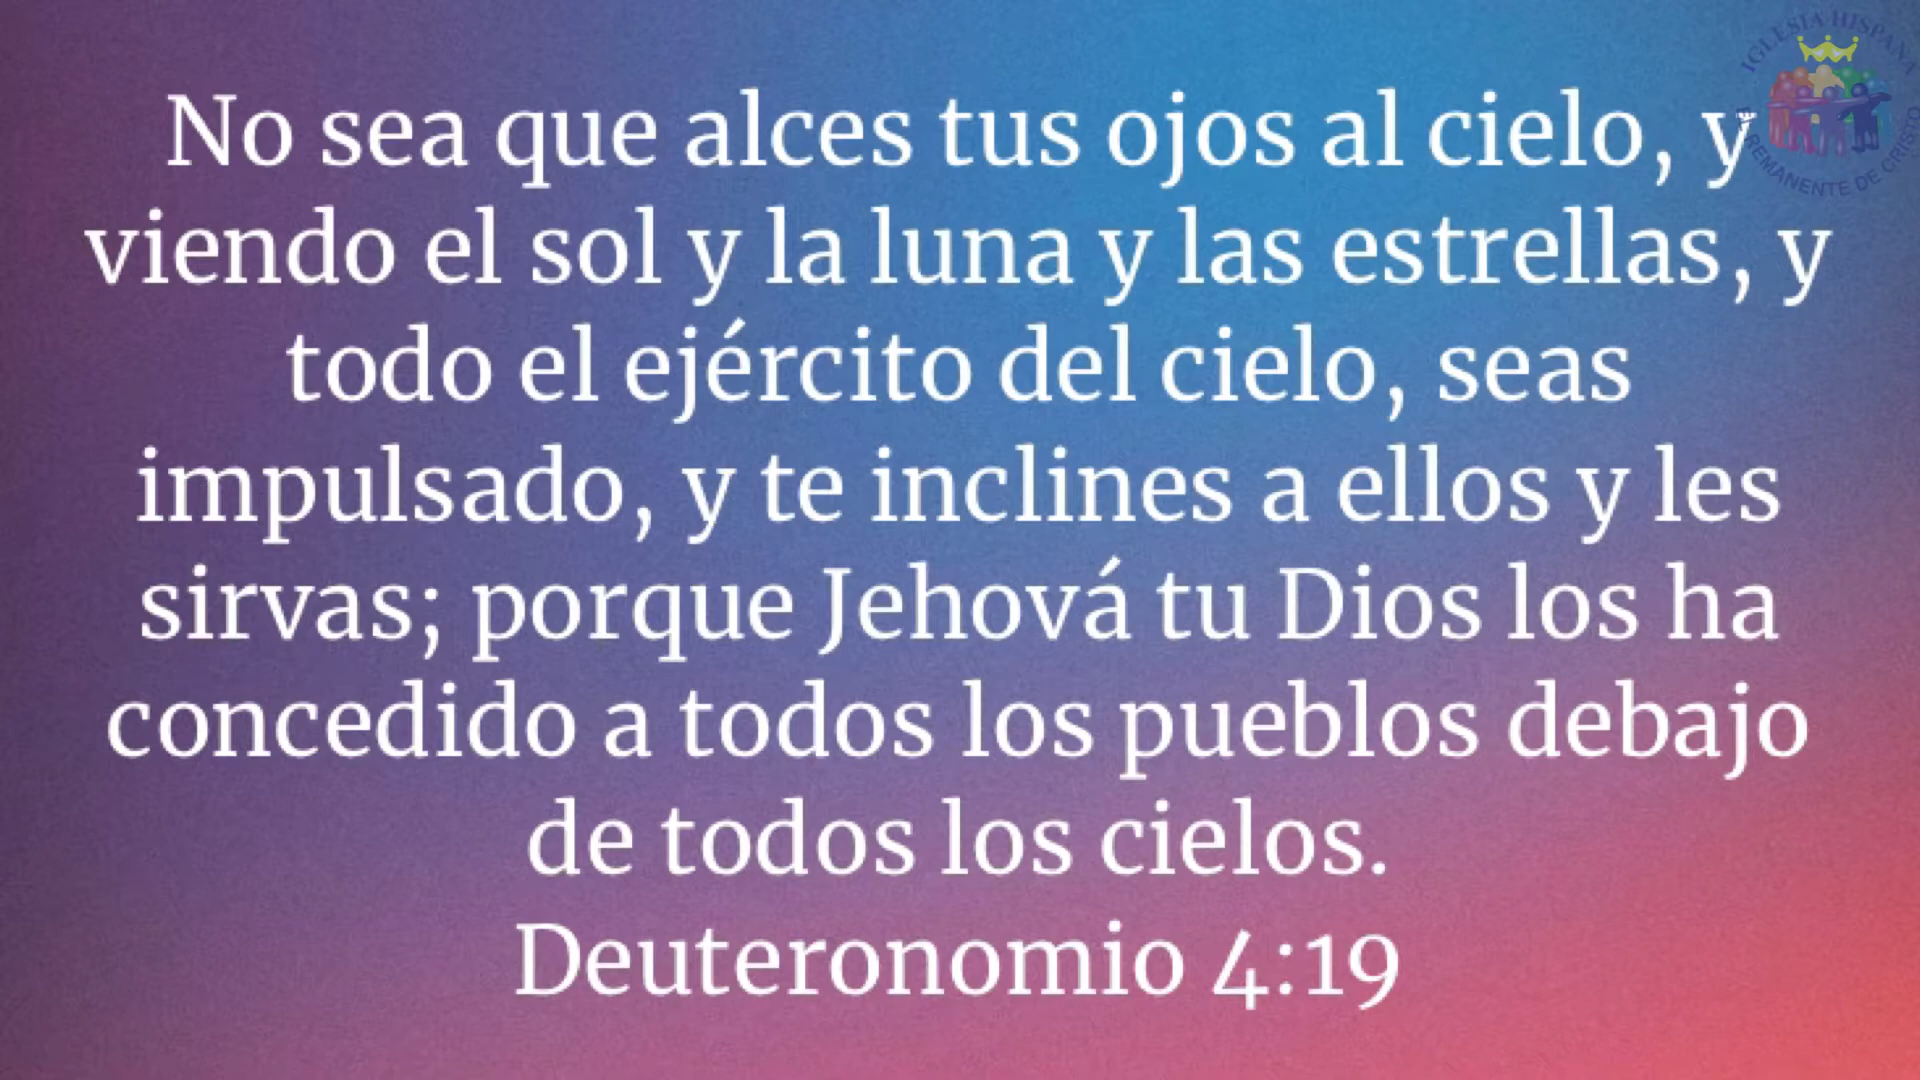 No sea que alces tus ojos al cielo, y
viendo el sol y la luna y las estrellas, y
todo el ejército del cielo, seas
impulsado, y te inclines a ellos y les
sirvas; porque Jehová tu Dios los ha
concedido a todos los pueblos debajo
de todos los cielos.
Deuteronomio 4:19
IGLESIA HISPANA
EL REMANENTE DE CRISTO